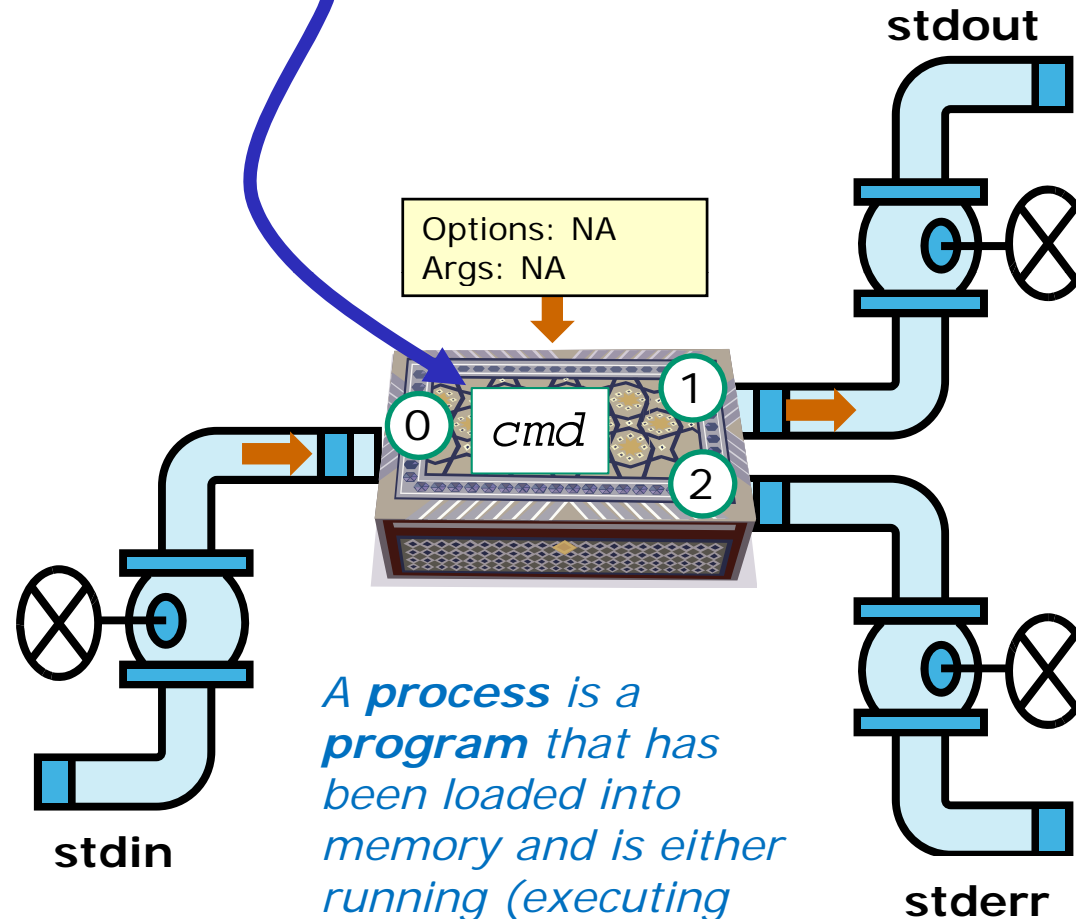 stdout
Options: NA
Args: NA
1
0
cmd
2
A process is a
program that has
been loaded into
memory and is either
running (executing
stdin
stderr